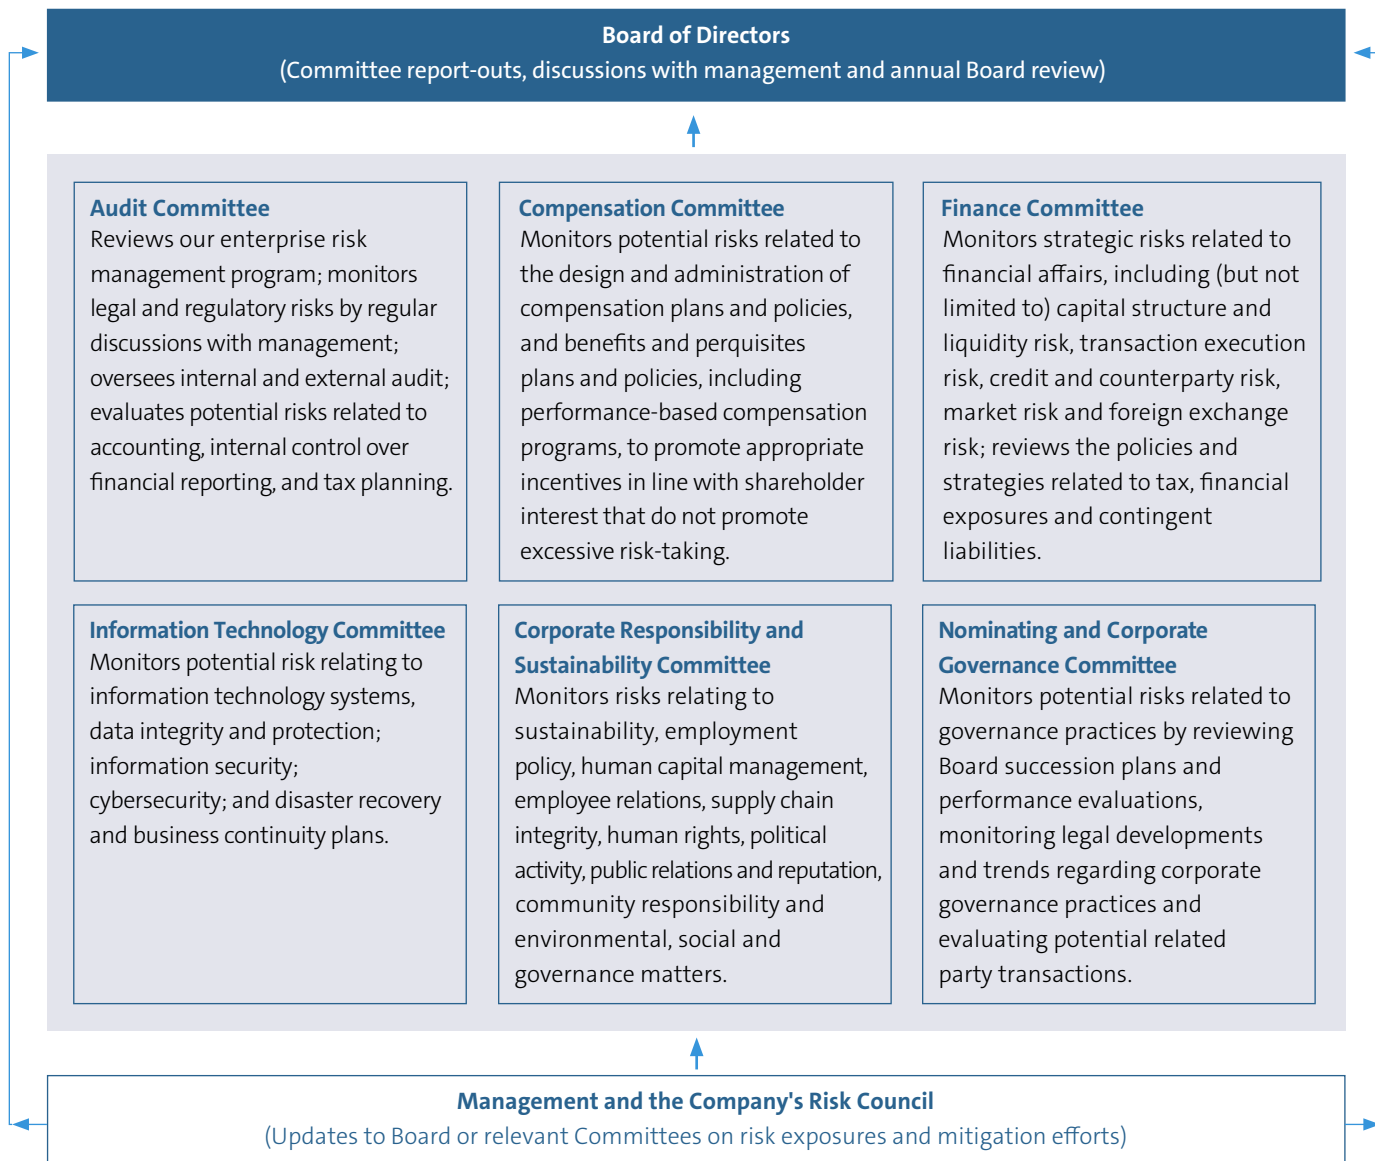 Board of Directors
(Committee report-outs, discussions with management and annual Board review)
Audit Committee
Reviews our enterprise risk
management program; monitors
legal and regulatory risks by regular
discussions with management;
oversees internal and external audit;
evaluates potential risks related to
accounting, internal control over
financial reporting, and tax planning.
Compensation Committee
Monitors potential risks related to
the design and administration of
compensation plans and policies,
and benefits and perquisites
plans and policies, including
performance-based compensation
programs, to promote appropriate
incentives in line with shareholder
interest that do not promote
excessive risk-taking.
Finance Committee
Monitors strategic risks related to
financial affairs, including (but not
limited to) capital structure and
liquidity risk, transaction execution
risk, credit and counterparty risk,
market risk and foreign exchange
risk; reviews the policies and
strategies related to tax, financial
exposures and contingent
liabilities.
Information Technology Committee
Monitors potential risk relating to
information technology systems,
data integrity and protection;
information security;
cybersecurity; and disaster recovery
and business continuity plans.
Corporate Responsibility and
Sustainability Committee
Monitors risks relating to
sustainability, employment
policy, human capital management,
employee relations, supply chain
integrity, human rights, political
activity, public relations and reputation,
community responsibility and
environmental, social and
governance matters.
Nominating and Corporate
Governance Committee
Monitors potential risks related to
governance practices by reviewing
Board succession plans and
performance evaluations,
monitoring legal developments
and trends regarding corporate
governance practices and
evaluating potential related
party transactions.
Management and the Company's Risk Council
(Updates to Board or relevant Committees on risk exposures and mitigation efforts)